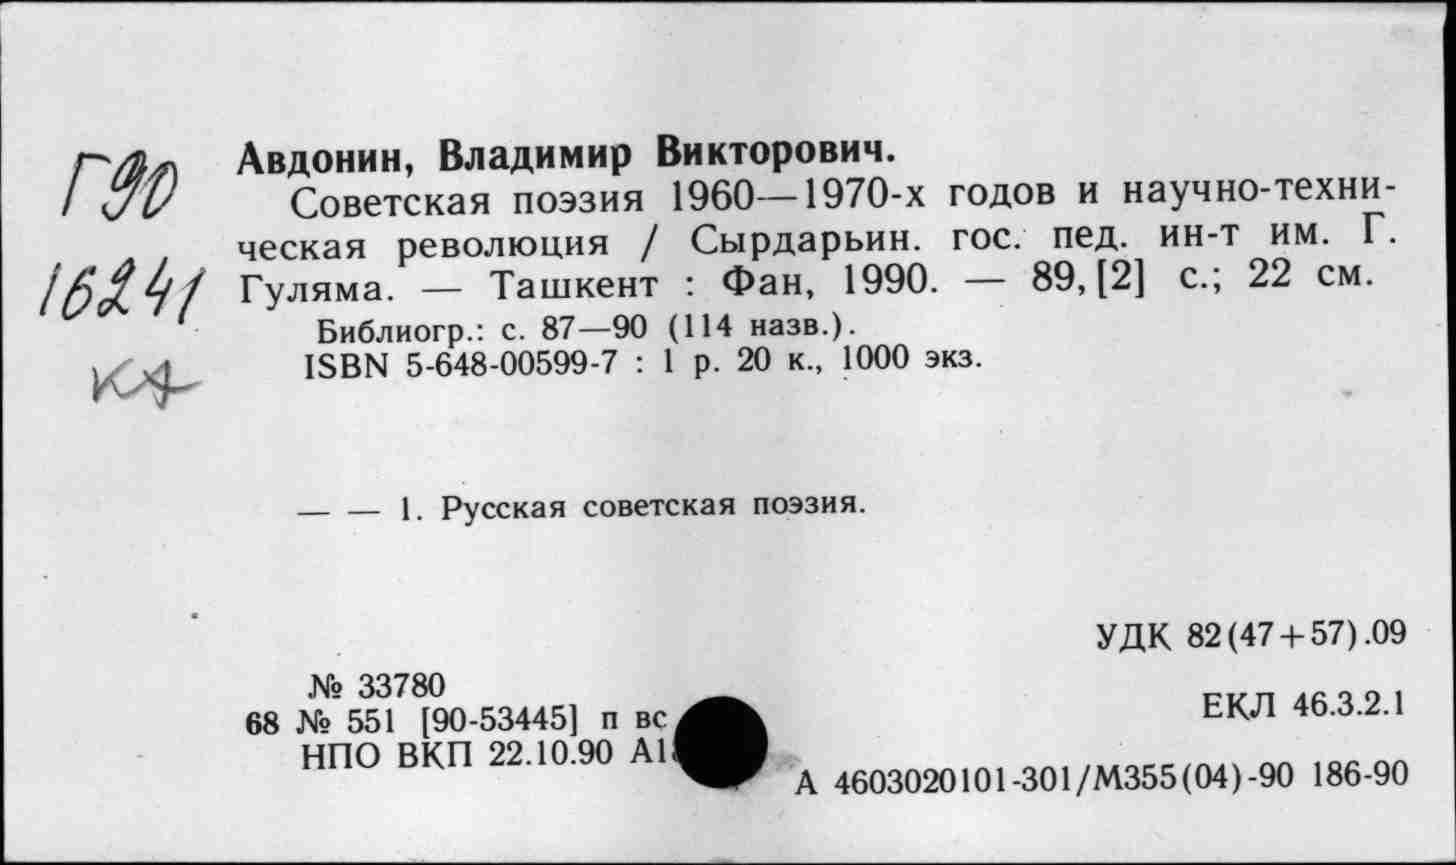 Г90
16241
кх
Авдонин, Владимир Викторович.
Советская поэзия 1960—1970-х годов и научно-техни-
ческая революция / Сырдарьин. гос. пед. ин-т им. Г.
Гуляма. — Ташкент : Фан, 1990. — 89, [2] с.; 22 см.
Библиогр.: с. 87—90 (114 назв.).
ISBN 5-648-00599-7 : 1 р. 20 к., 1000 экз.
— — 1. Русская советская поэзия.
УДК 82(47+57).09
№ 33780
68 № 551 [90-53445] п вс
НПО ВКП 22.10.90 А1
ЕКЛ 46.3.2.1
А 4603020101-301/М355(04)-90 186-90